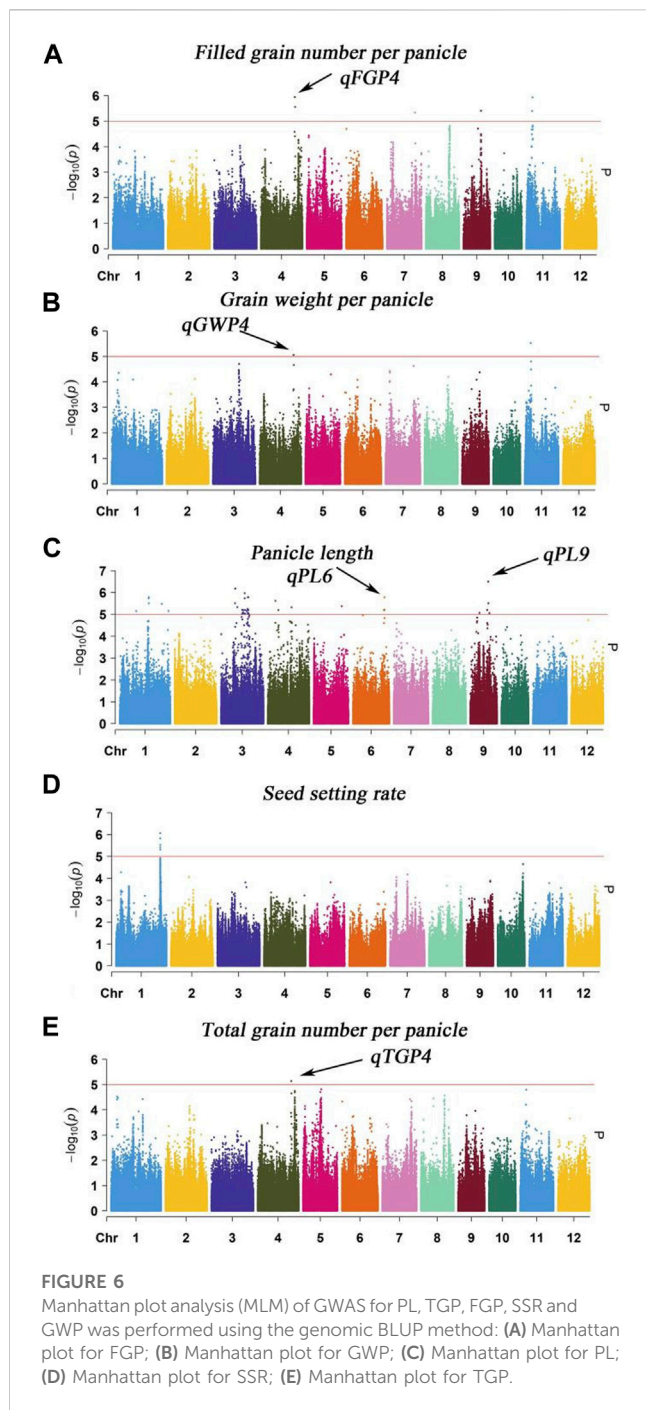 A
Filled grain number per panicle
qFGP4
6
5
4
3
2
1
0
−log10(p)
P
Chr 1 2 3 4 5 6 7 8 9 10 11 12
B
Grain weight per panicle
qGWP4
6
5
4
3
2
1
0
−log10(p)
P
Chr 1 2 3 4 5 6 7 8 9 10 11 12
C
Panicle length
qPL6
qPL9
7
6
5
4
3
2
1
0
−log10(p)
P
Chr 1 2 3 4 5 6 7 8 9 10 11 12
D
Seed setting rate
7
6
5
4
3
2
1
0
−log10(p)
P
Chr 1 2 3 4 5 6 7 8 9 10 11 12
E
Total grain number per panicle
qTGP4
6
5
4
3
2
1
0
−log10(p)
P
Chr 1 2 3 4 5 6 7 8 9 10 11 12
FIGURE 6
Manhattan plot analysis (MLM) of GWAS for PL, TGP, FGP, SSR and
GWP was performed using the genomic BLUP method: (A) Manhattan
plot for FGP; (B) Manhattan plot for GWP; (C) Manhattan plot for PL;
(D) Manhattan plot for SSR; (E) Manhattan plot for TGP.